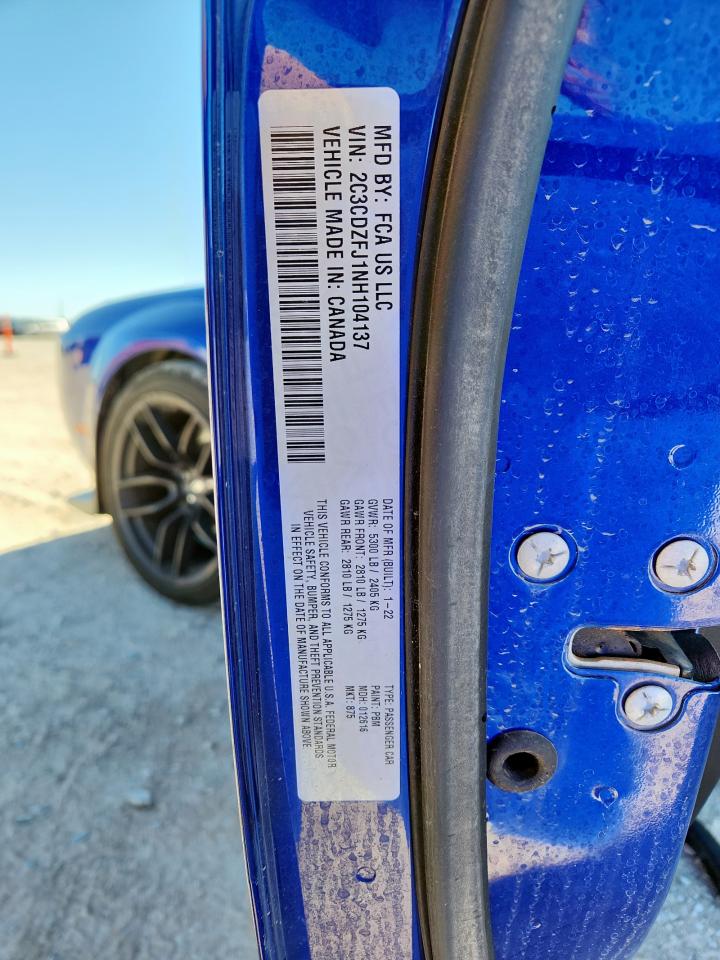 MFD BY: FCA US LLC
VIN: 2C3CDZFJ1NH104137
VEHICLE MADE IN: CANADA
DATE OF MFR (BUILT): 1-22
GVWR: 5300 LB / 2405 KG
GAWR FRONT: 2810 LB / 1275 KG
GAWR REAR: 2810 LB / 1275 KG
TYPE: PASSENGER CAR
PAINT: PBM
MDH: 012616
MKT: 875
THIS VEHICLE CONFORMS TO ALL APPLICABLE U.S.A. FEDERAL MOTOR
VEHICLE SAFETY, BUMPER, AND THEFT PREVENTION STANDARDS
IN EFFECT ON THE DATE OF MANUFACTURE SHOWN ABOVE